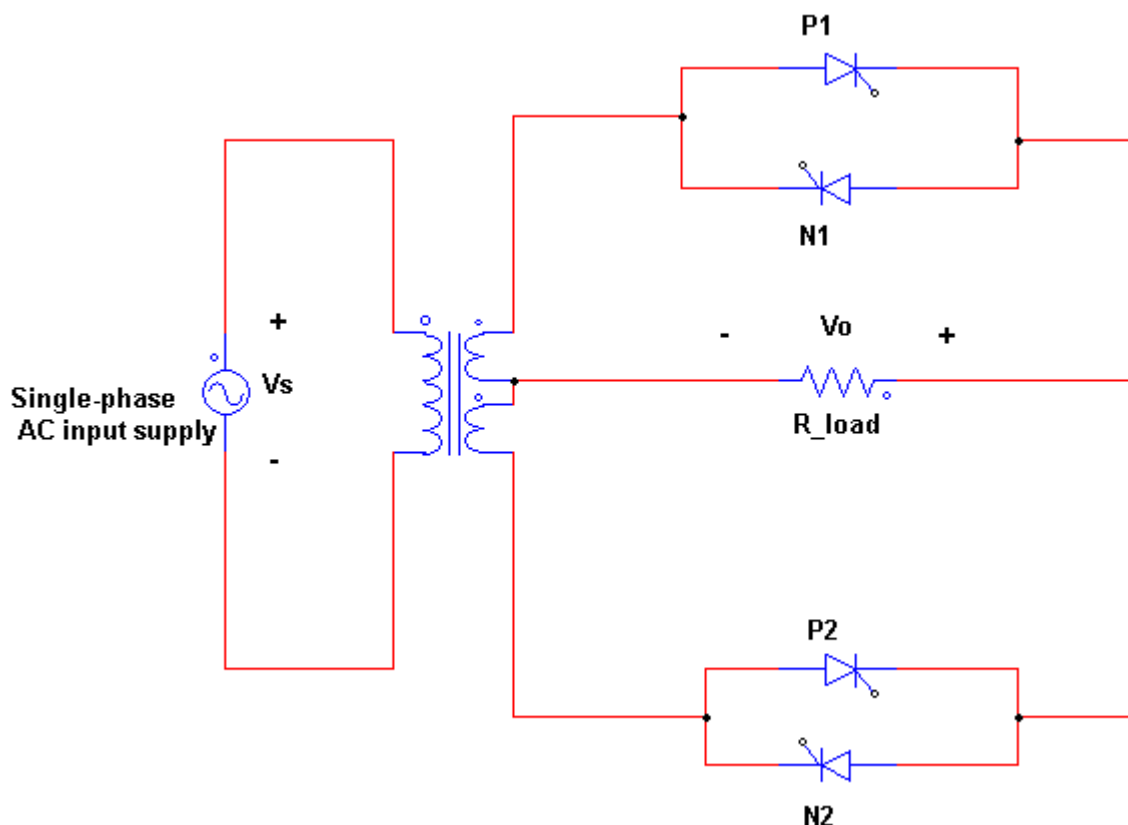 P1
N1
+
Vs
-
Single-phase
AC input supply
- Vo +
R_load
P2
N2